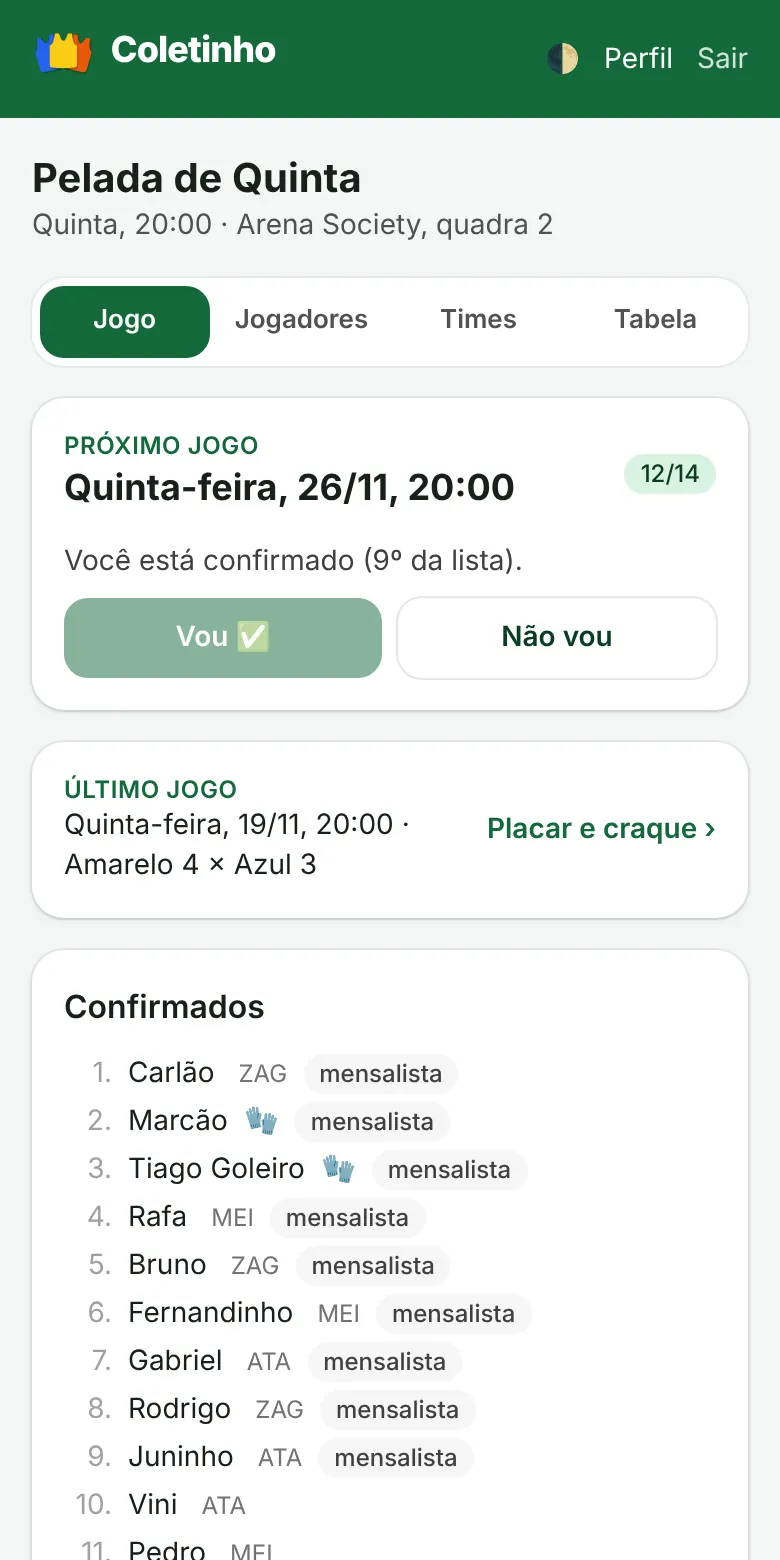 Coletinho
Perfil Sair
Pelada de Quinta
Quinta, 20:00 · Arena Society, quadra 2
Jogo Jogadores Times Tabela
PRÓXIMO JOGO
Quinta-feira, 26/11, 20:00
12/14
Você está confirmado (9º da lista).
Vou ✅ Não vou
ÚLTIMO JOGO
Quinta-feira, 19/11, 20:00 ·
Amarelo 4 × Azul 3
Placar e craque ›
Confirmados
1. Carlão ZAG mensalista
2. Marcão 🧤 mensalista
3. Tiago Goleiro 🧤 mensalista
4. Rafa MEI mensalista
5. Bruno ZAG mensalista
6. Fernandinho MEI mensalista
7. Gabriel ATA mensalista
8. Rodrigo ZAG mensalista
9. Juninho ATA mensalista
10. Vini ATA
11. Pedro MEI